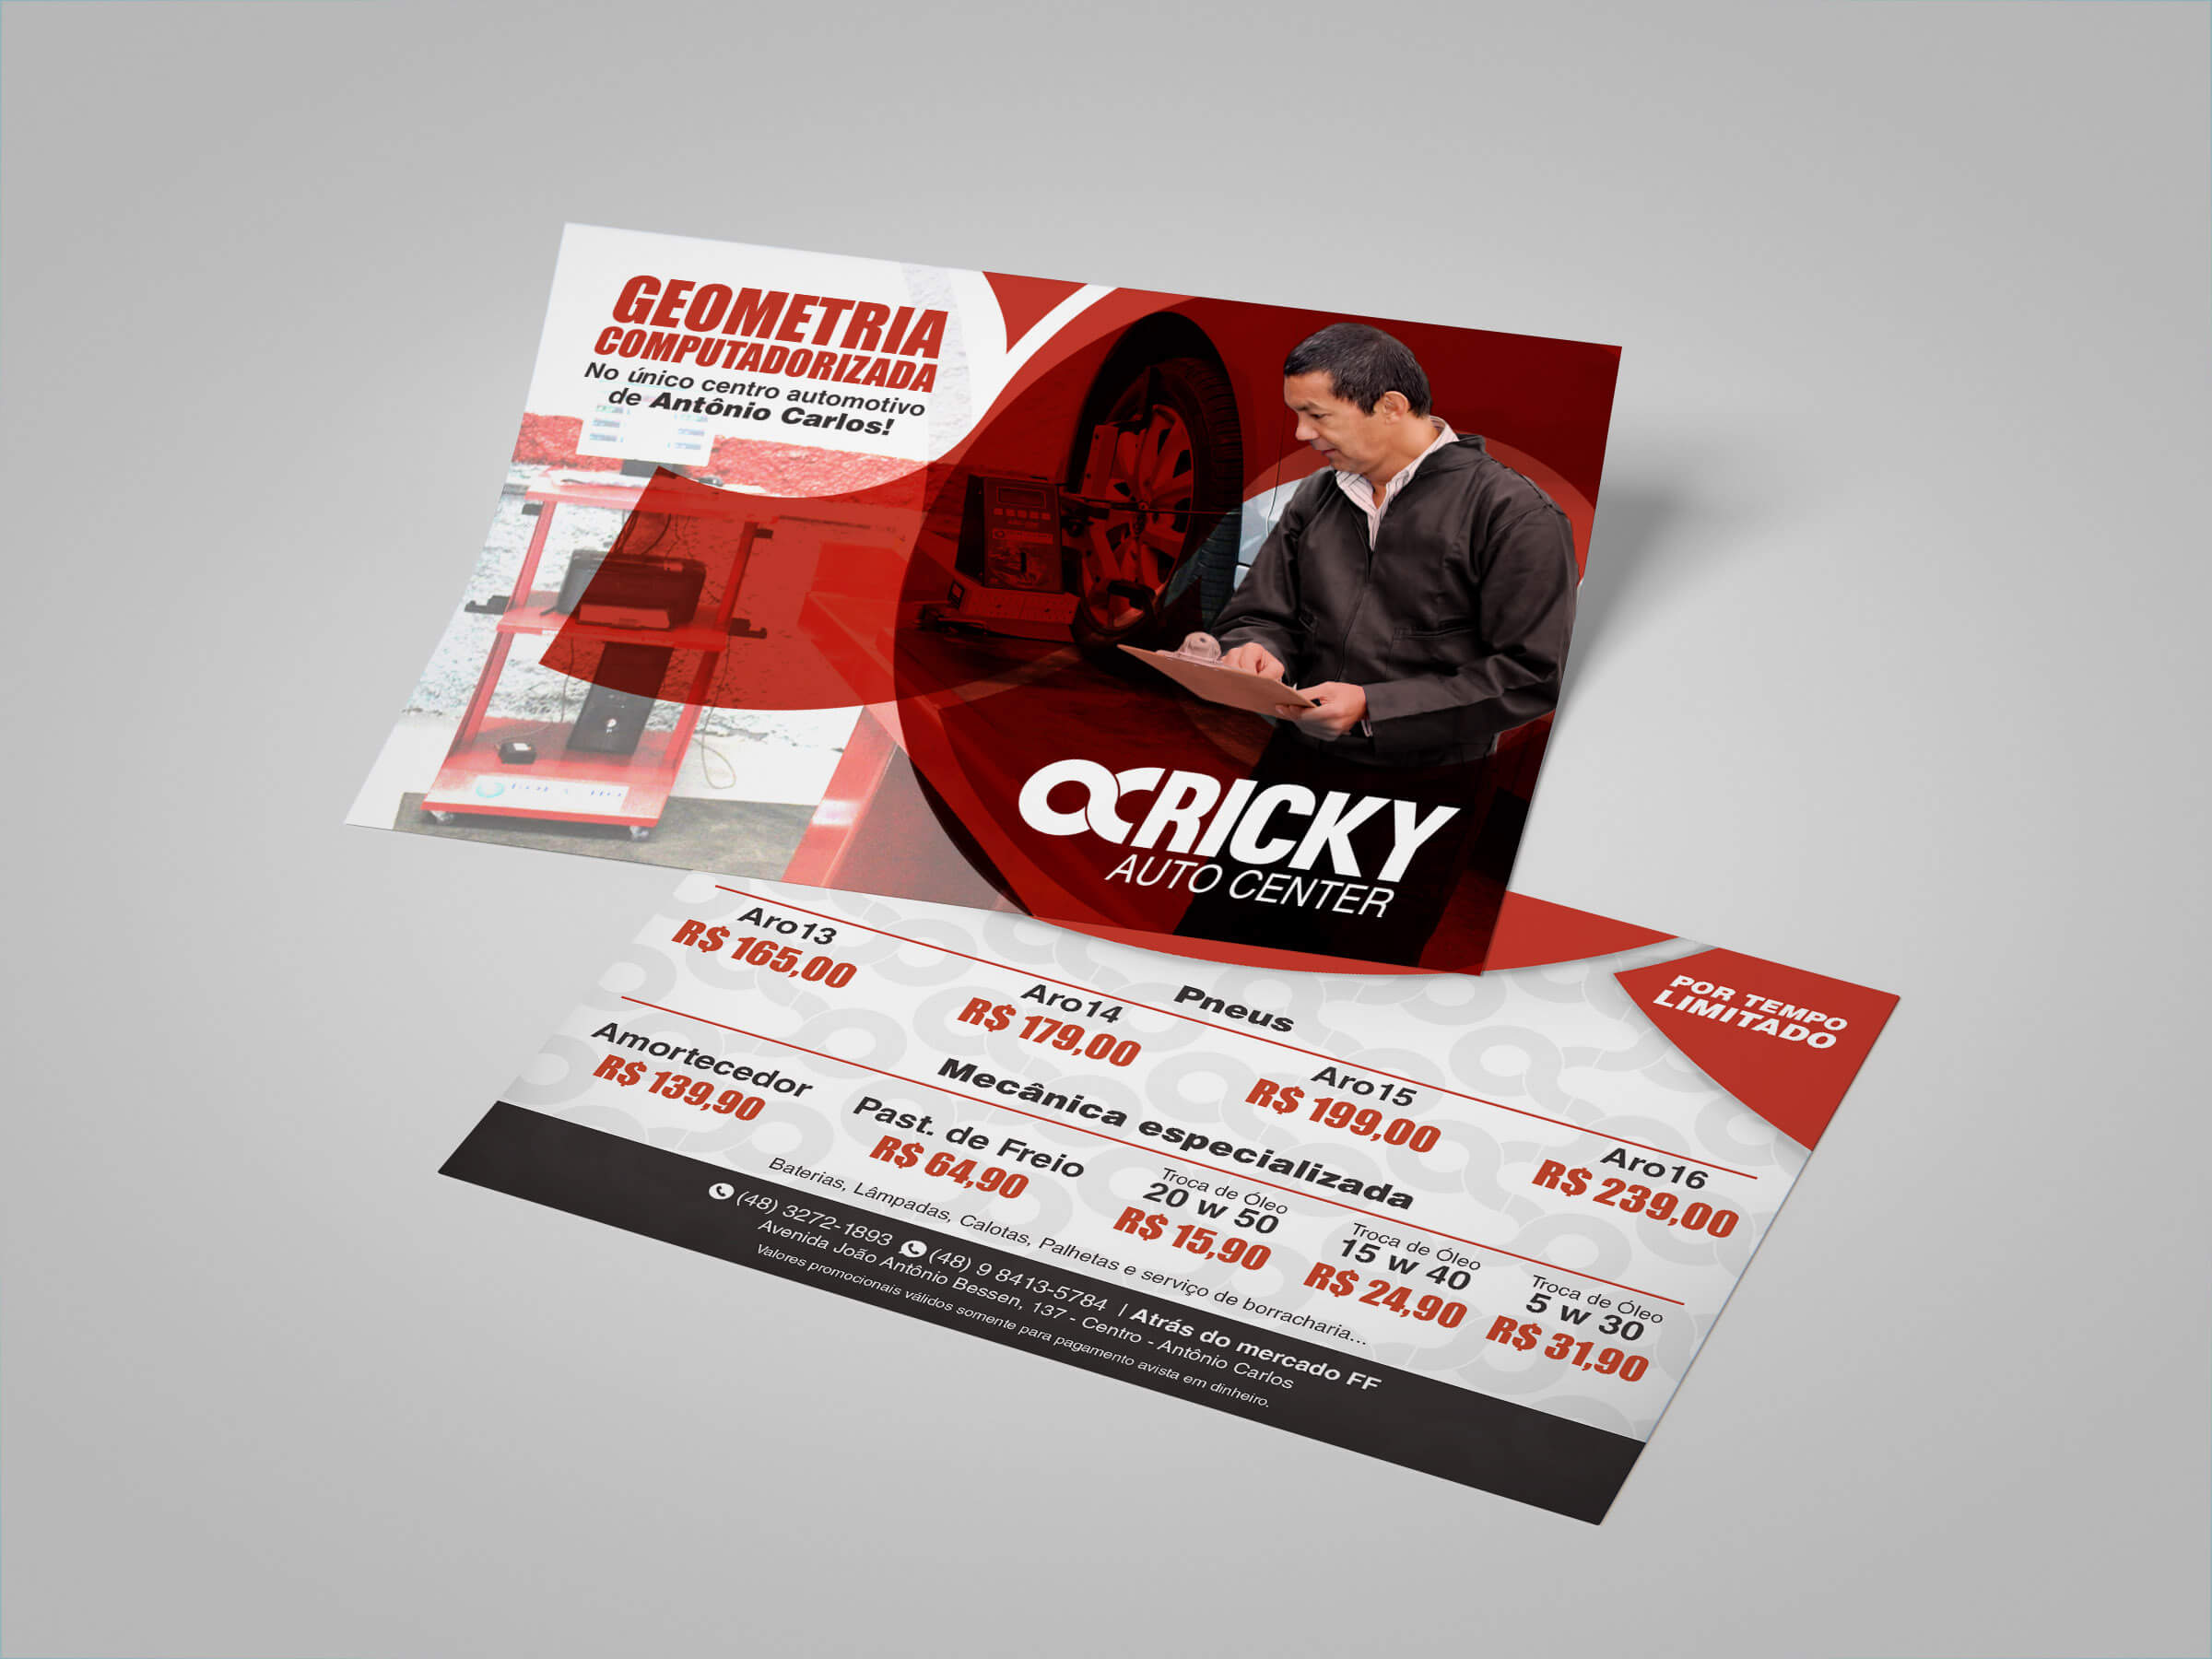 GEOMETRIA
COMPUTADORIZADA
No único centro automotivo
de Antônio Carlos!
RICKY
AUTO CENTER
POR TEMPO
LIMITADO
Pneus
Aro13
R$ 165,00
Aro14
R$ 179,00
Aro15
R$ 199,00
Aro16
R$ 239,00
Mecânica especializada
Amortecedor
R$ 139,90
Past. de Freio
R$ 64,90
Troca de Óleo
20 w 50
R$ 15,90
Troca de Óleo
15 w 40
R$ 24,90
Troca de Óleo
5 w 30
R$ 31,90
Baterias, Lâmpadas, Calotas, Palhetas e serviço de borracharia...
(48) 3272-1893 (48) 9 8413-5784 | Atrás do mercado FF
Avenida João Antônio Bessen, 137 - Centro - Antônio Carlos
Valores promocionais válidos somente para pagamento avista em dinheiro.